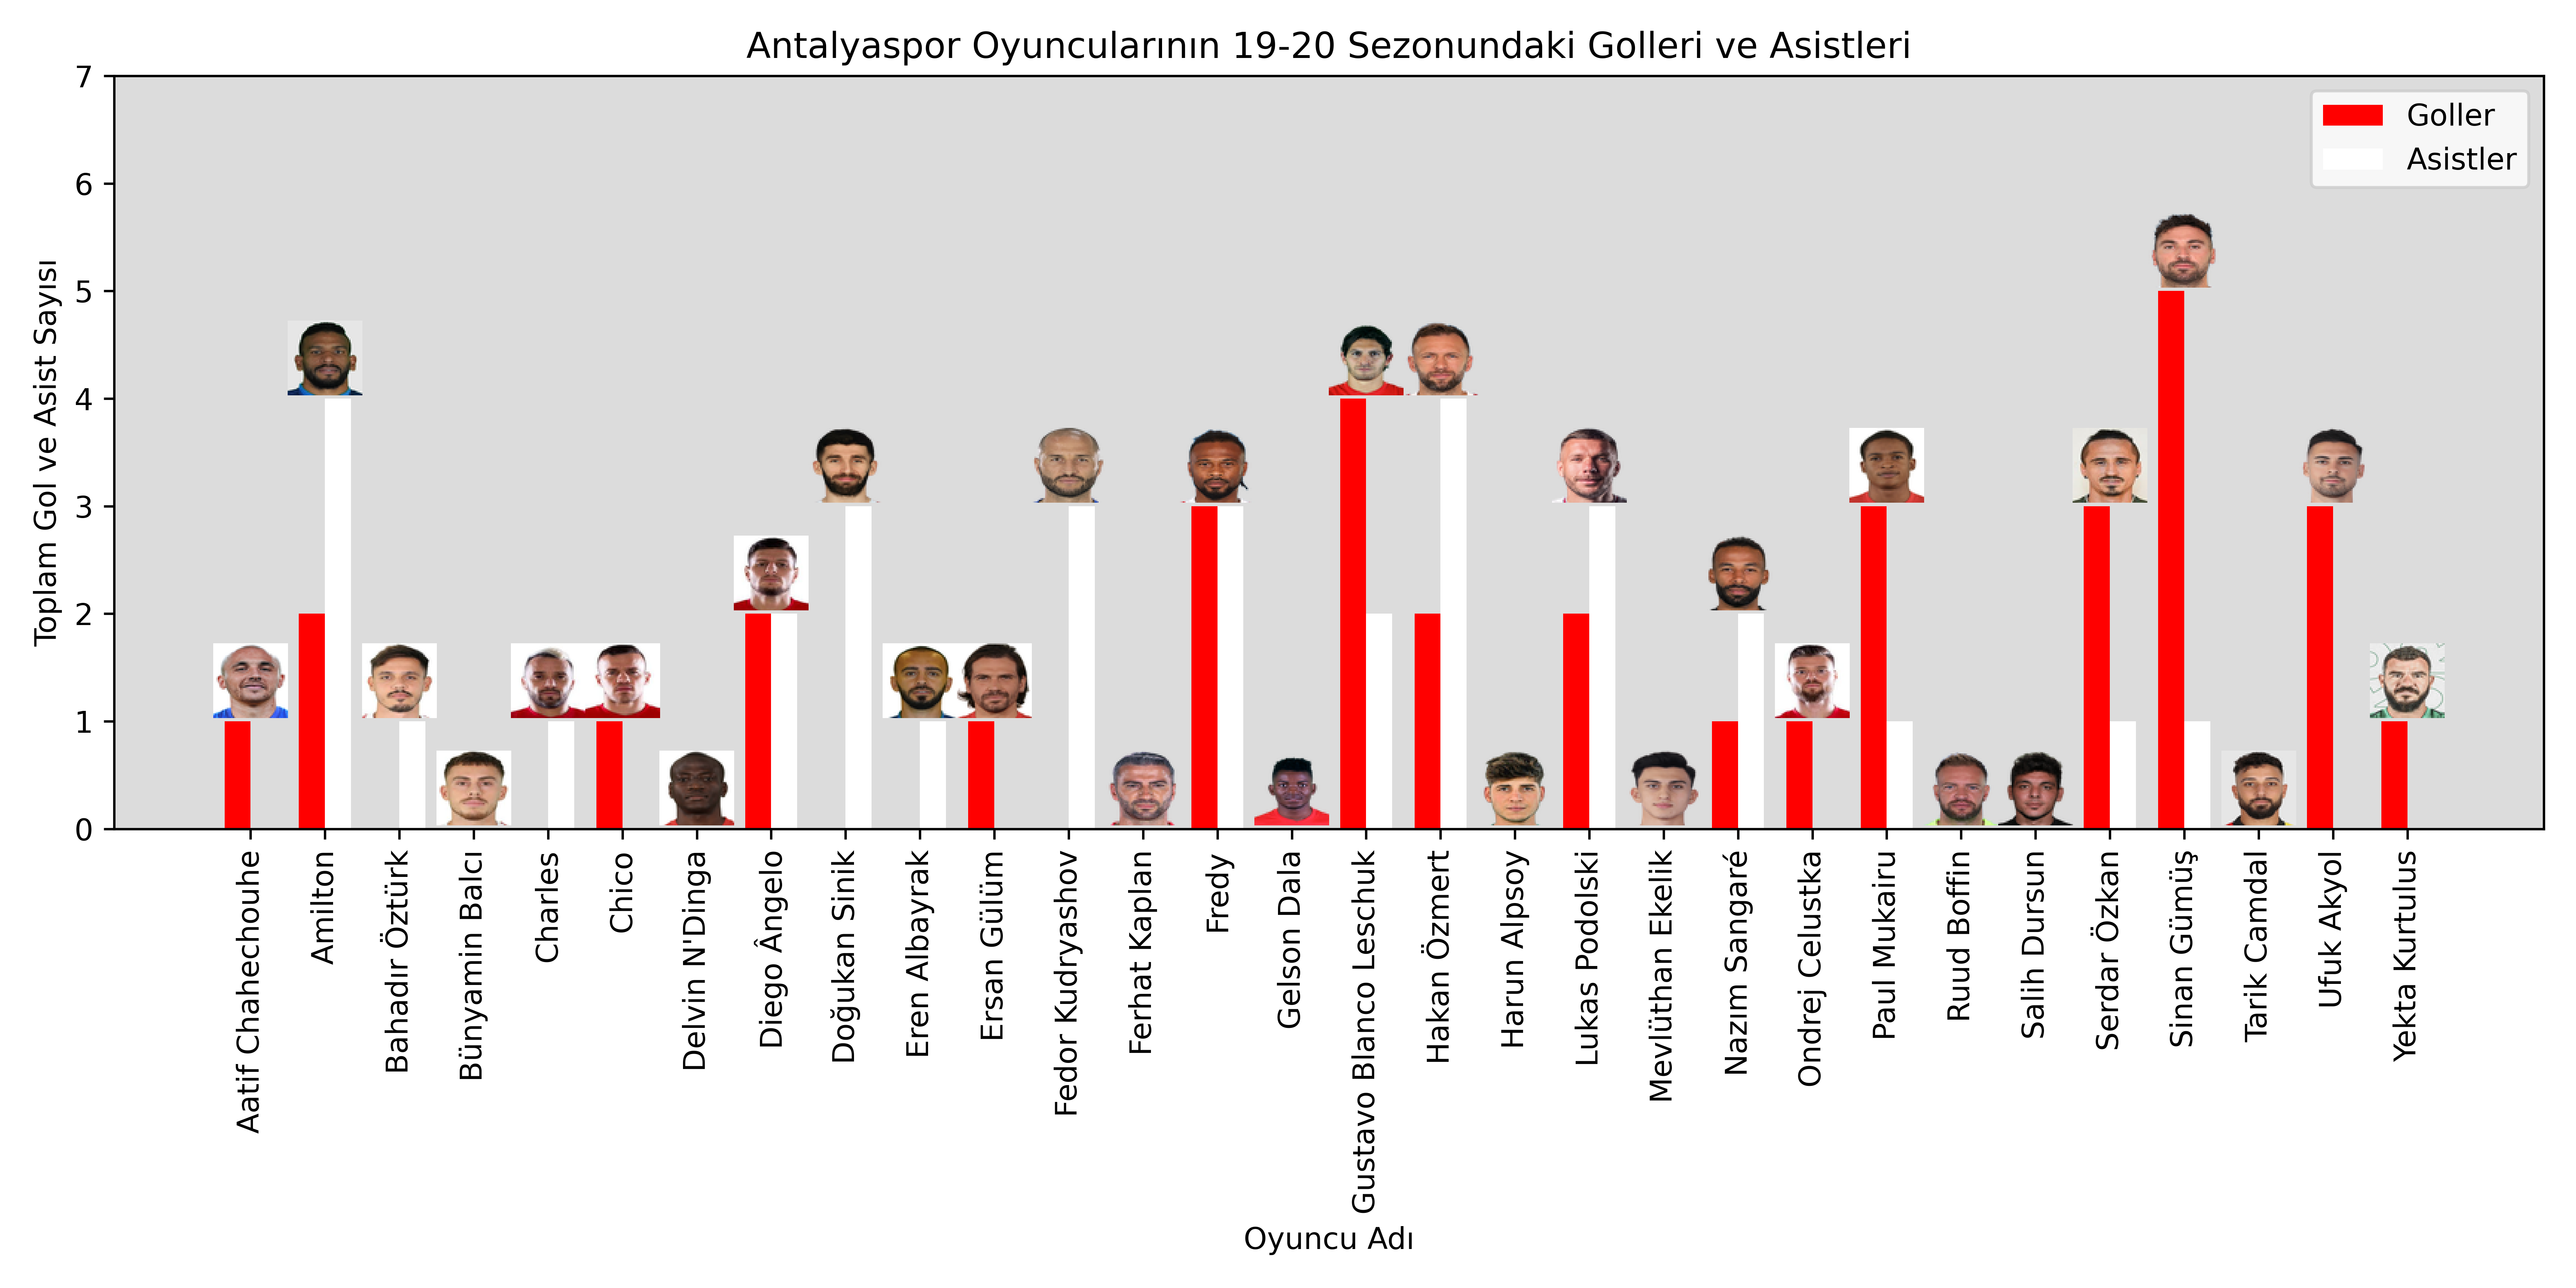 Antalyaspor Oyuncularının 19-20 Sezonundaki Golleri ve Asistleri
Goller
Asistler
Toplam Gol ve Asist Sayısı
7
6
5
4
3
2
1
0
Aatif Chahechouhe
Amilton
Bahadır Öztürk
Bünyamin Balcı
Charles
Chico
Delvin N'Dinga
Diego Ângelo
Doğukan Sinik
Eren Albayrak
Ersan Gülüm
Fedor Kudryashov
Ferhat Kaplan
Fredy
Gelson Dala
Gustavo Blanco Leschuk
Hakan Özmert
Harun Alpsoy
Lukas Podolski
Mevlüthan Ekelik
Nazım Sangaré
Ondrej Celustka
Paul Mukairu
Ruud Boffin
Salih Dursun
Serdar Özkan
Sinan Gümüş
Tarik Camdal
Ufuk Akyol
Yekta Kurtulus
Oyuncu Adı